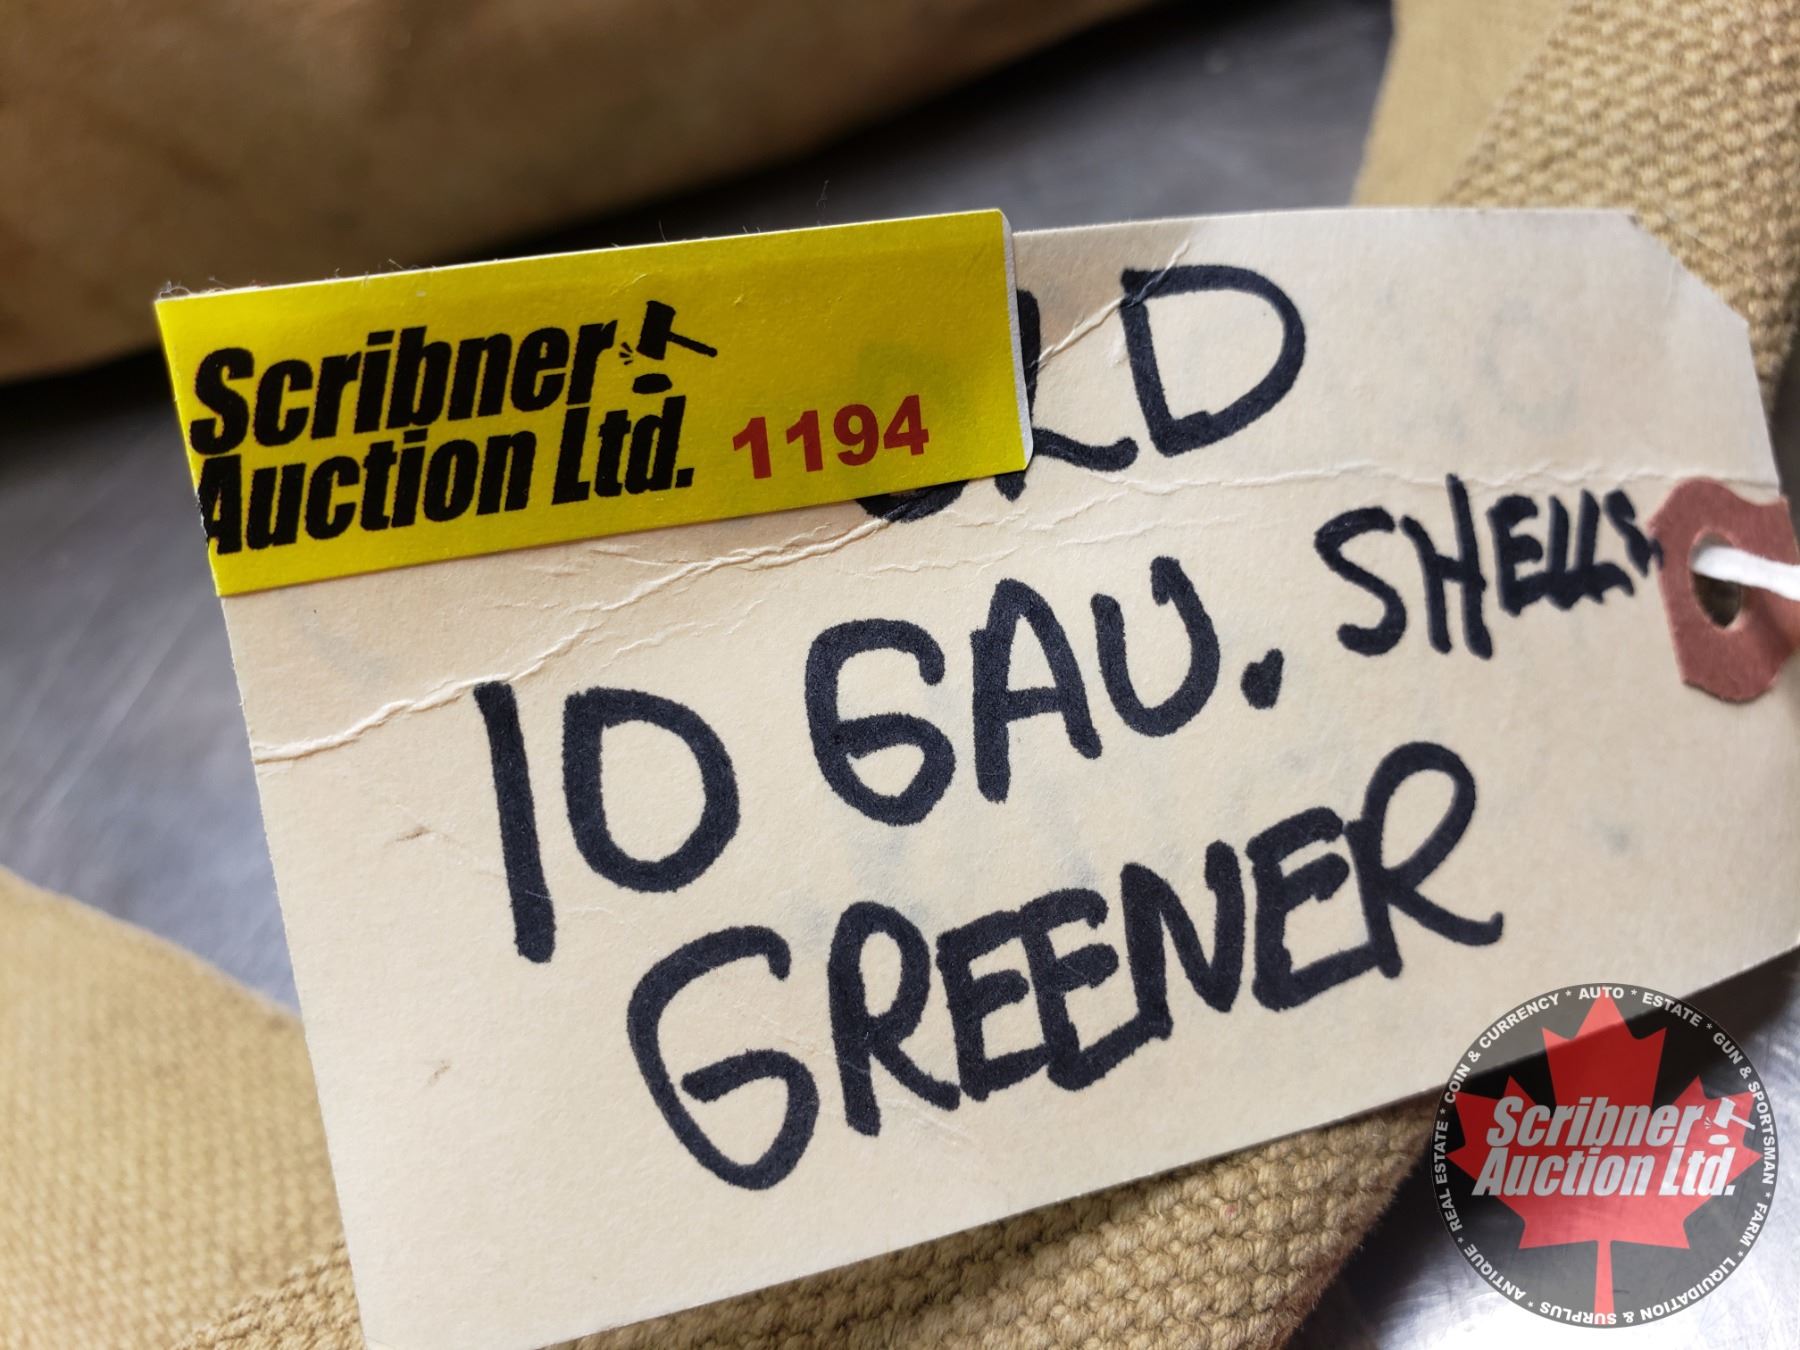 Scribner
Auction Ltd. 1194
10 GAU. SHELLS
GREENER
COIN & CURRENCY * AUTO * ESTATE * GUN & SPORTSMAN * FARM * LIQUIDATION & SURPLUS * ANTIQUE * REAL ESTATE *
Scribner
Auction Ltd.